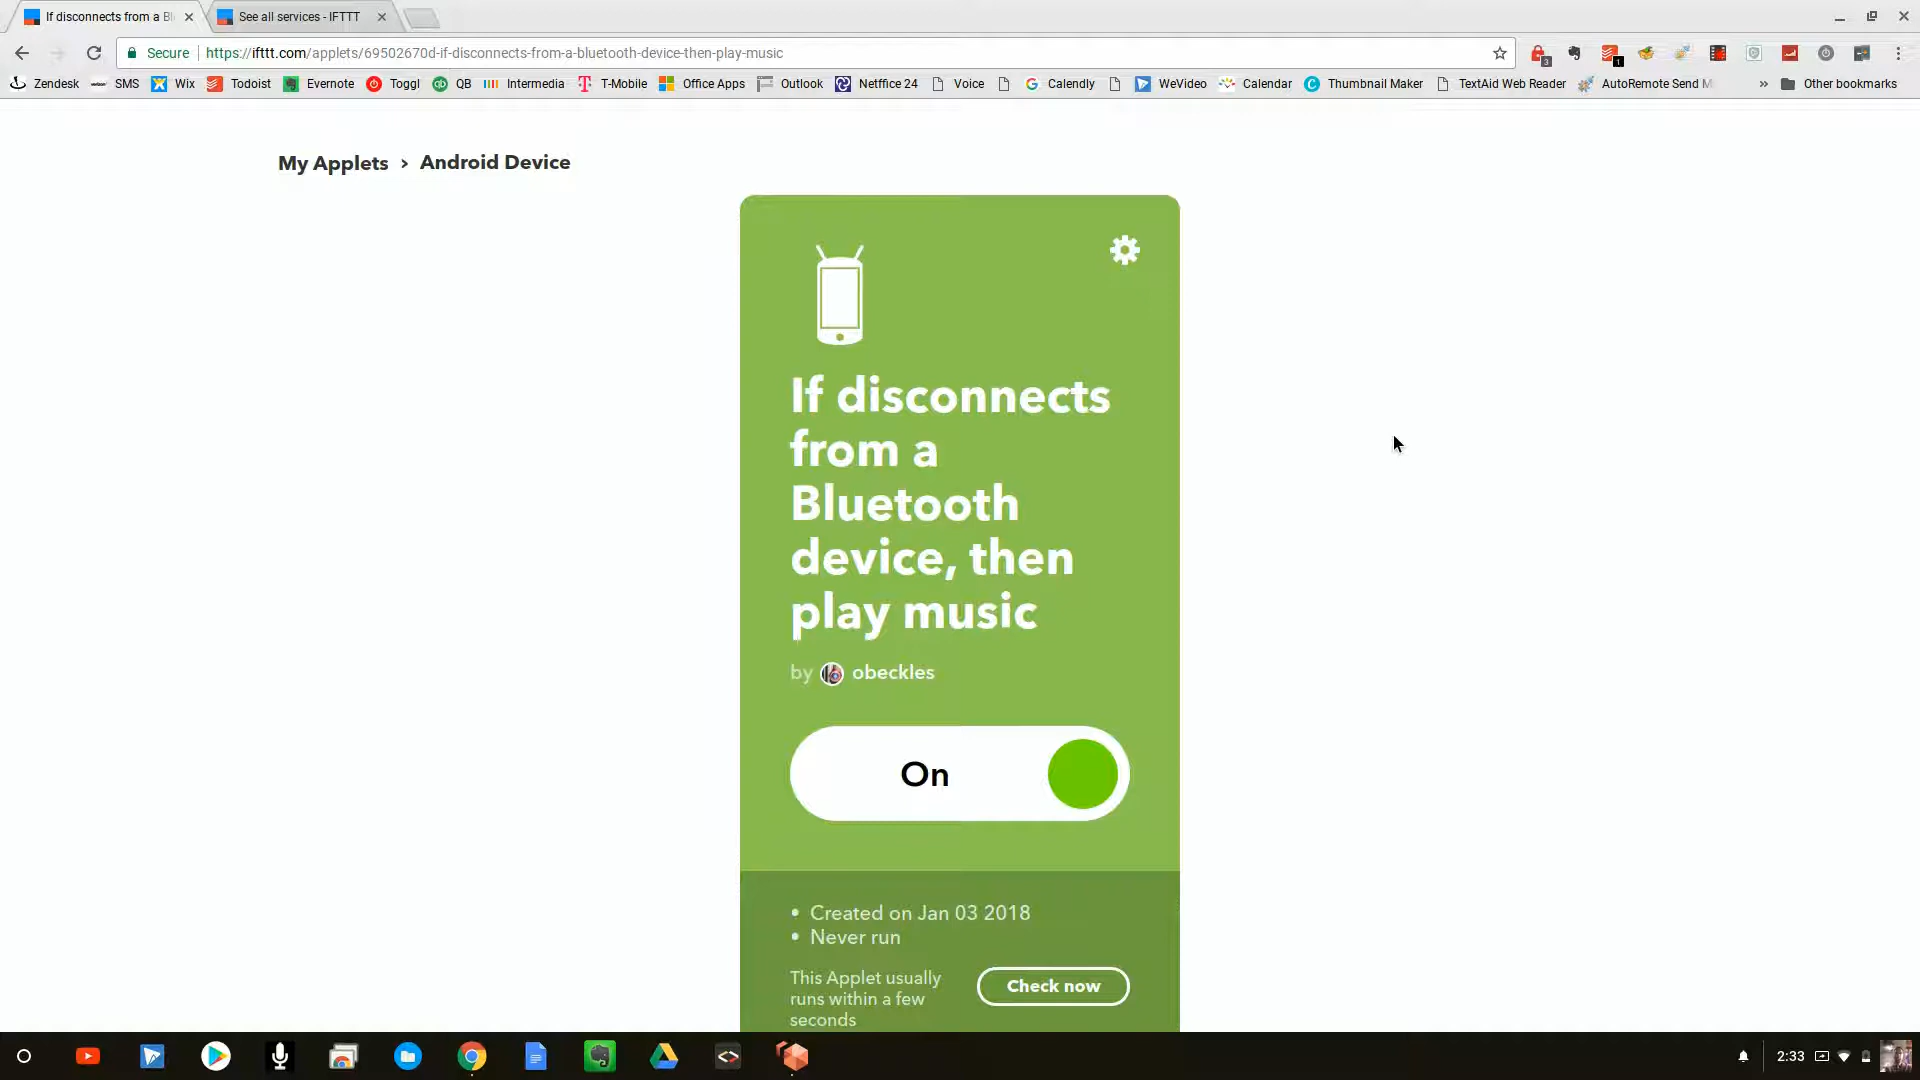 If disconnects from a Bl
See all services - IFTTT
Secure
https://ifttt.com/applets/69502670d-if-disconnects-from-a-bluetooth-device-then-play-music
3
1
Zendesk
SMS
Wix
Todoist
Evernote
Toggl
QB
Intermedia
T-Mobile
Office Apps
Outlook
Netffice 24
Voice
Calendly
WeVideo
Calendar
Thumbnail Maker
TextAid Web Reader
AutoRemote Send M
»
Other bookmarks
My Applets › Android Device
If disconnects
from a
Bluetooth
device, then
play music
by obeckles
On
• Created on Jan 03 2018
• Never run
This Applet usually
runs within a few
seconds
Check now
2:33